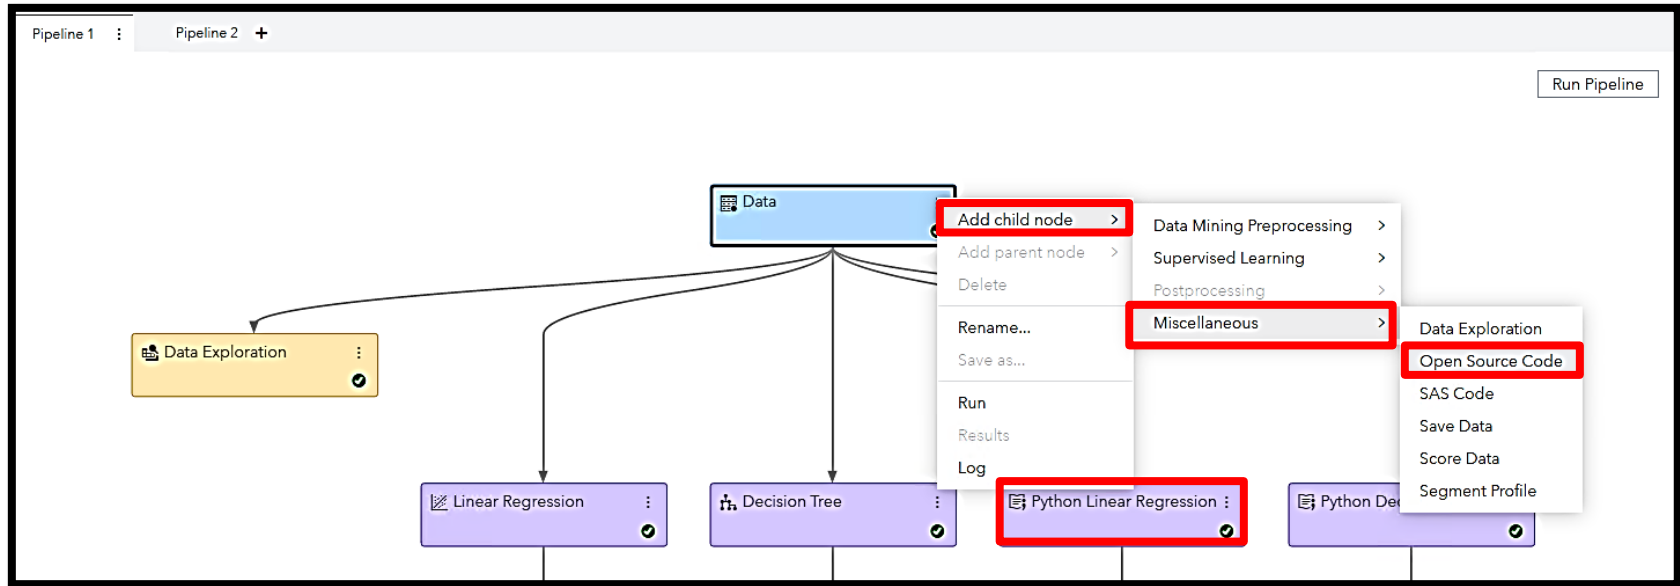 Pipeline 1
Pipeline 2
Run Pipeline
Data
Add child node
Add parent node
Delete
Rename...
Save as...
Run
Results
Log
Data Mining Preprocessing
Supervised Learning
Postprocessing
Miscellaneous
Data Exploration
Open Source Code
SAS Code
Save Data
Score Data
Segment Profile
Data Exploration
Linear Regression
Decision Tree
Python Linear Regression
Python Dec